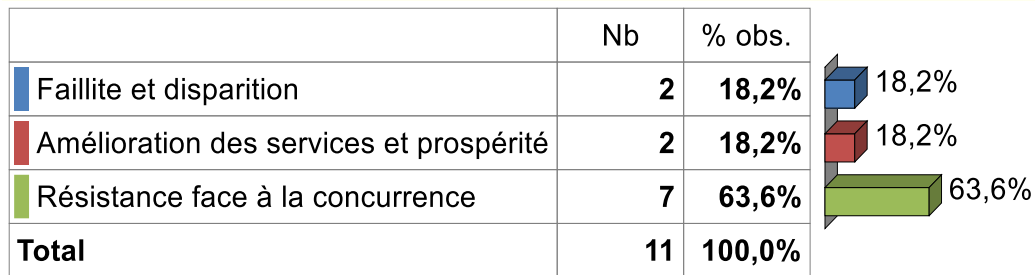 Nb % obs.
Faillite et disparition 2 18,2% 18,2%
Amélioration des services et prospérité 2 18,2% 18,2%
Résistance face à la concurrence 7 63,6% 63,6%
Total 11 100,0%